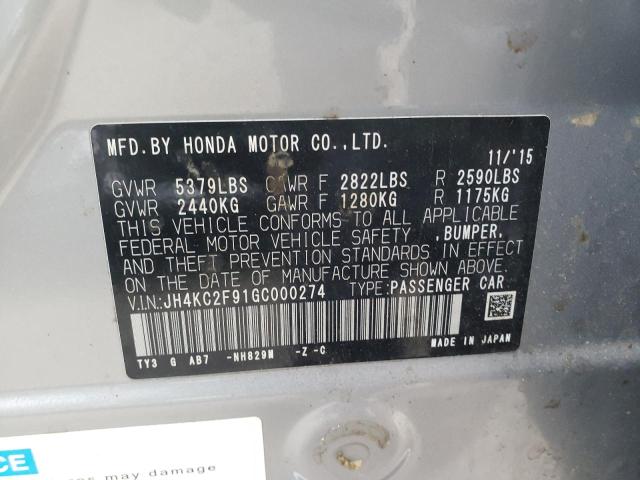 MFD.BY HONDA MOTOR CO.,LTD.
11/'15
GVWR 5379LBS GAWR F 2822LBS R 2590LBS
GVWR 2440KG GAWR F 1280KG R 1175KG
THIS VEHICLE CONFORMS TO ALL APPLICABLE
FEDERAL MOTOR VEHICLE SAFETY ,BUMPER,
AND THEFT PREVENTION STANDARDS IN EFFECT
ON THE DATE OF MANUFACTURE SHOWN ABOVE.
V.I.N:JH4KC2F91GC000274 TYPE:PASSENGER CAR
TY3 G AB7 -NH829M -Z -C
MADE IN JAPAN
may damage